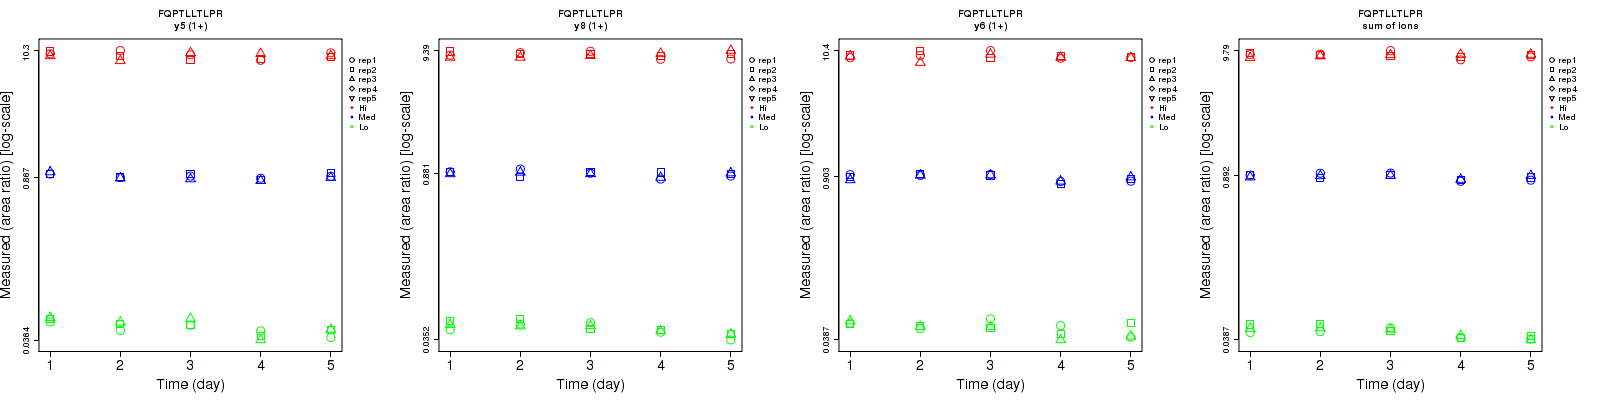 FQPTLLTLPR
y5 (1+)
Measured (area ratio) [log-scale]
10.3
0.867
0.0384
1 2 3 4 5
Time (day)
rep1
rep2
rep3
rep4
rep5
Hi
Med
Lo
FQPTLLTLPR
y8 (1+)
Measured (area ratio) [log-scale]
9.39
0.881
0.0352
1 2 3 4 5
Time (day)
rep1
rep2
rep3
rep4
rep5
Hi
Med
Lo
FQPTLLTLPR
y6 (1+)
Measured (area ratio) [log-scale]
10.4
0.903
0.0387
1 2 3 4 5
Time (day)
rep1
rep2
rep3
rep4
rep5
Hi
Med
Lo
FQPTLLTLPR
sum of ions
Measured (area ratio) [log-scale]
9.79
0.892
0.0387
1 2 3 4 5
Time (day)
rep1
rep2
rep3
rep4
rep5
Hi
Med
Lo